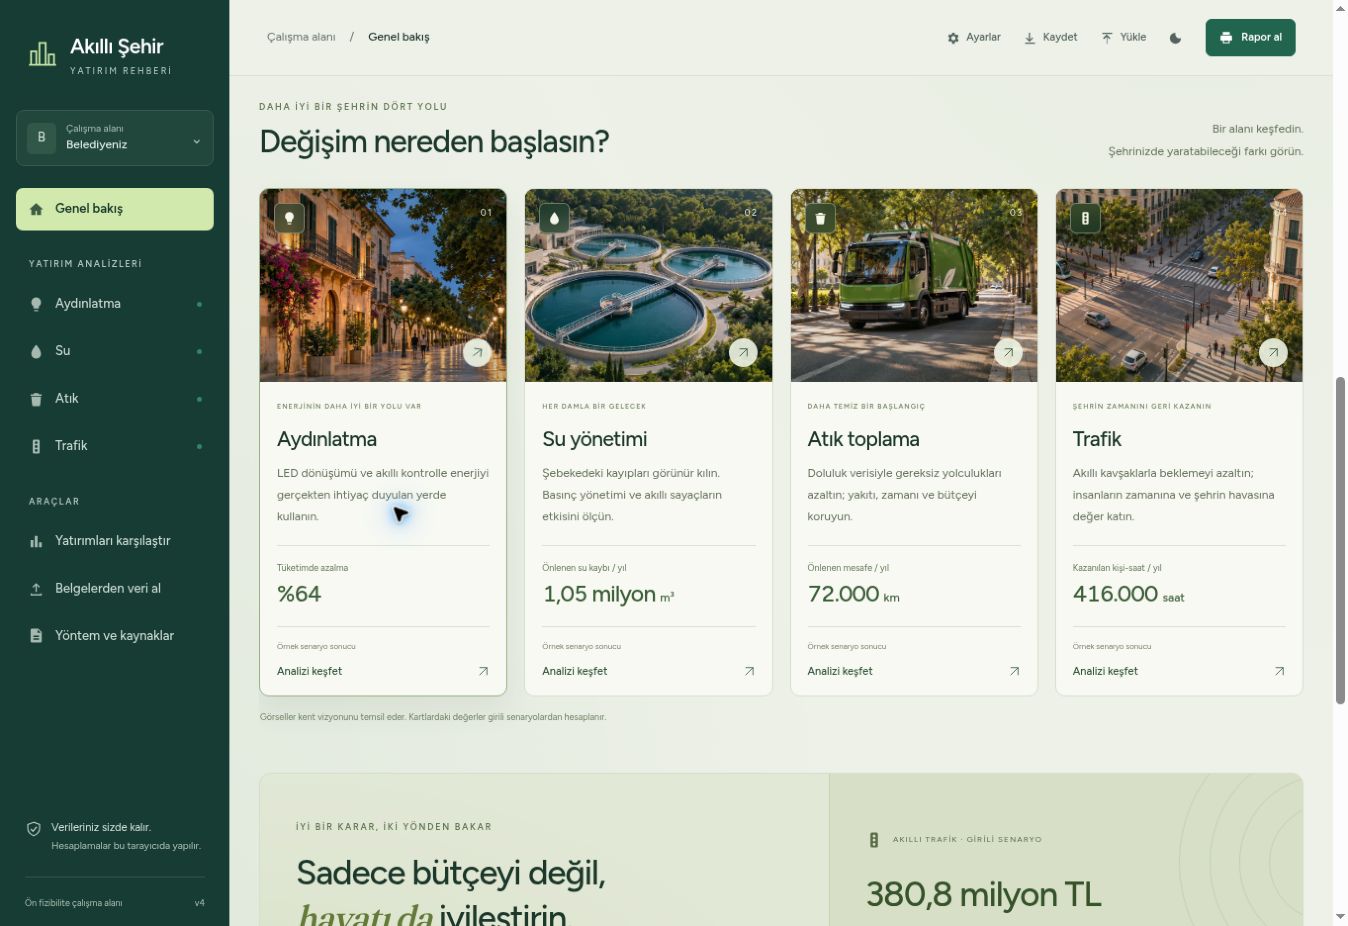 Akıllı Şehir
YATIRIM REHBERİ
B
Çalışma alanı
Belediyeniz
Genel bakış
YATIRIM ANALİZLERİ
Aydınlatma
Su
Atık
Trafik
ARAÇLAR
Yatırımları karşılaştır
Belgelerden veri al
Yöntem ve kaynaklar
Verileriniz sizde kalır.
Hesaplamalar bu tarayıcıda yapılır.
Ön fizibilite çalışma alanı
v4
Çalışma alanı / Genel bakış
Ayarlar
Kaydet
Yükle
Rapor al
DAHA İYİ BİR ŞEHRİN DÖRT YOLU
Değişim nereden başlasın?
Bir alanı keşfedin.
Şehrinizde yaratabileceği farkı görün.
01
ENERJİNİN DAHA İYİ BİR YOLU VAR
Aydınlatma
LED dönüşümü ve akıllı kontrolle enerjiyi
gerçekten ihtiyaç duyulan yerde
kullanın.
Tüketimde azalma
%64
Örnek senaryo sonucu
Analizi keşfet
02
HER DAMLA BİR GELECEK
Su yönetimi
Şebekedeki kayıpları görünür kılın.
Basınç yönetimi ve akıllı sayaçların
etkisini ölçün.
Önlenen su kaybı / yıl
1,05 milyon m³
Örnek senaryo sonucu
Analizi keşfet
03
DAHA TEMİZ BİR BAŞLANGIÇ
Atık toplama
Doluluk verisiyle gereksiz yolculukları
azaltın; yakıtı, zamanı ve bütçeyi
koruyun.
Önlenen mesafe / yıl
72.000 km
Örnek senaryo sonucu
Analizi keşfet
04
ŞEHRİN ZAMANINI GERİ KAZANIN
Trafik
Akıllı kavşaklarla beklemeyi azaltın;
insanların zamanına ve şehrin havasına
değer katın.
Kazanılan kişi-saat / yıl
416.000 saat
Örnek senaryo sonucu
Analizi keşfet
Görseller kent vizyonunu temsil eder. Kartlardaki değerler girili senaryolardan hesaplanır.
İYİ BİR KARAR, İKİ YÖNDEN BAKAR
Sadece bütçeyi değil,
hayatı da iyileştirin
AKILLI TRAFİK · GİRİLİ SENARYO
380,8 milyon TL